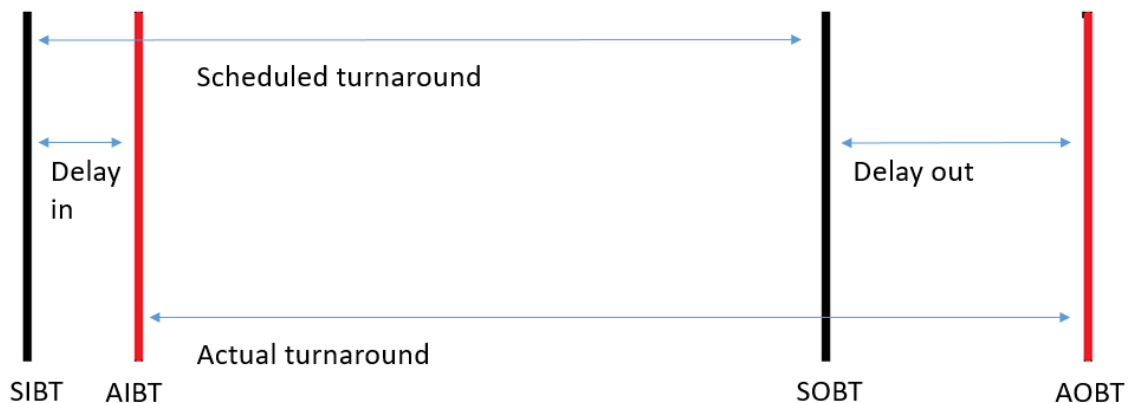 Scheduled turnaround
Delay
in
Delay out
Actual turnaround
SIBT
AIBT
SOBT
AOBT